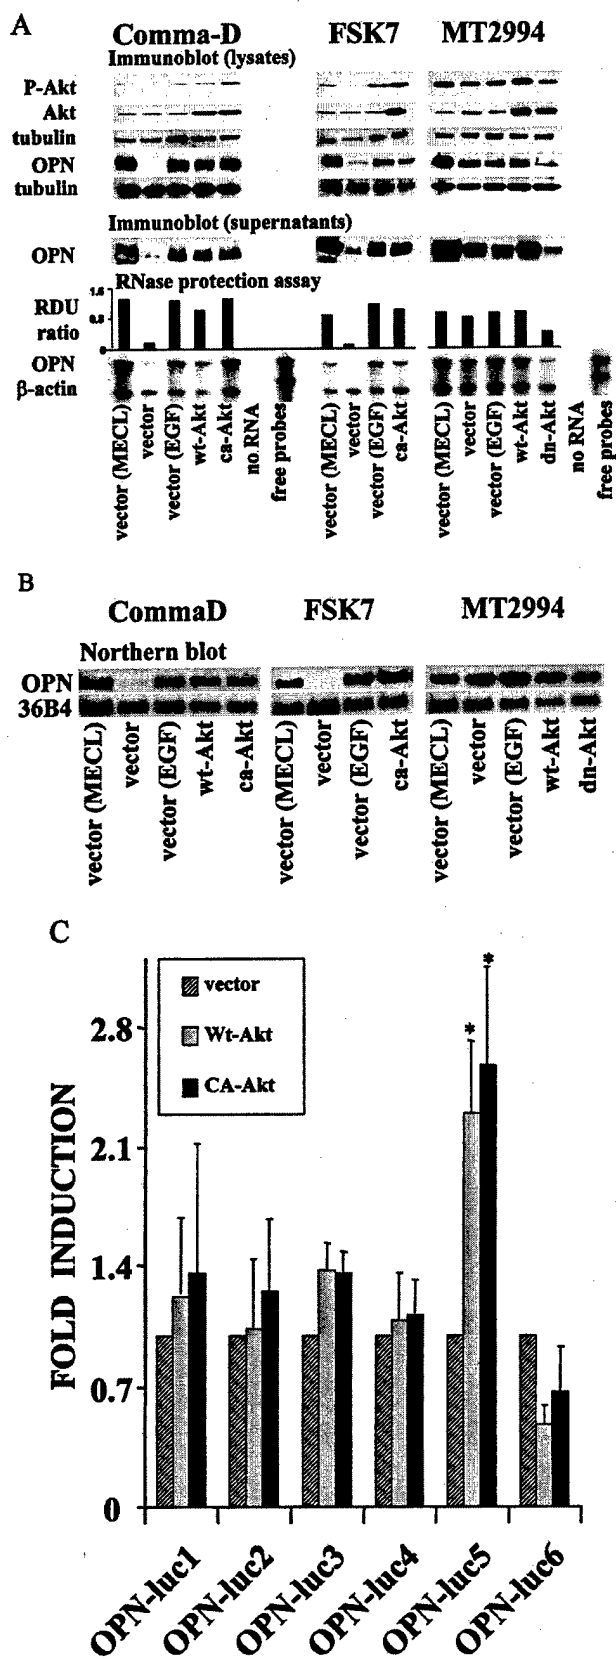 A
Comma-D FSK7 MT2994
Immunoblot (lysates)
P-Akt
Akt
tubulin
OPN
tubulin
Immunoblot (supernatants)
OPN
RNase protection assay
RDU
ratio
OPN
β-actin
vector (MECL)
vector
vector (EGF)
wt-Akt
ca-Akt
no RNA
free probes
vector (MECL)
vector
vector (EGF)
ca-Akt
vector (MECL)
vector
vector (EGF)
wt-Akt
dn-Akt
no RNA
free probes
B
CommaD FSK7 MT2994
Northern blot
OPN
36B4
vector (MECL)
vector
vector (EGF)
wt-Akt
ca-Akt
vector (MECL)
vector
vector (EGF)
ca-Akt
vector (MECL)
vector
vector (EGF)
wt-Akt
dn-Akt
C
vector
Wt-Akt
CA-Akt
FOLD INDUCTION
2.8
2.1
1.4
0.7
0
* *
OPN-luc1
OPN-luc2
OPN-luc3
OPN-luc4
OPN-luc5
OPN-luc6